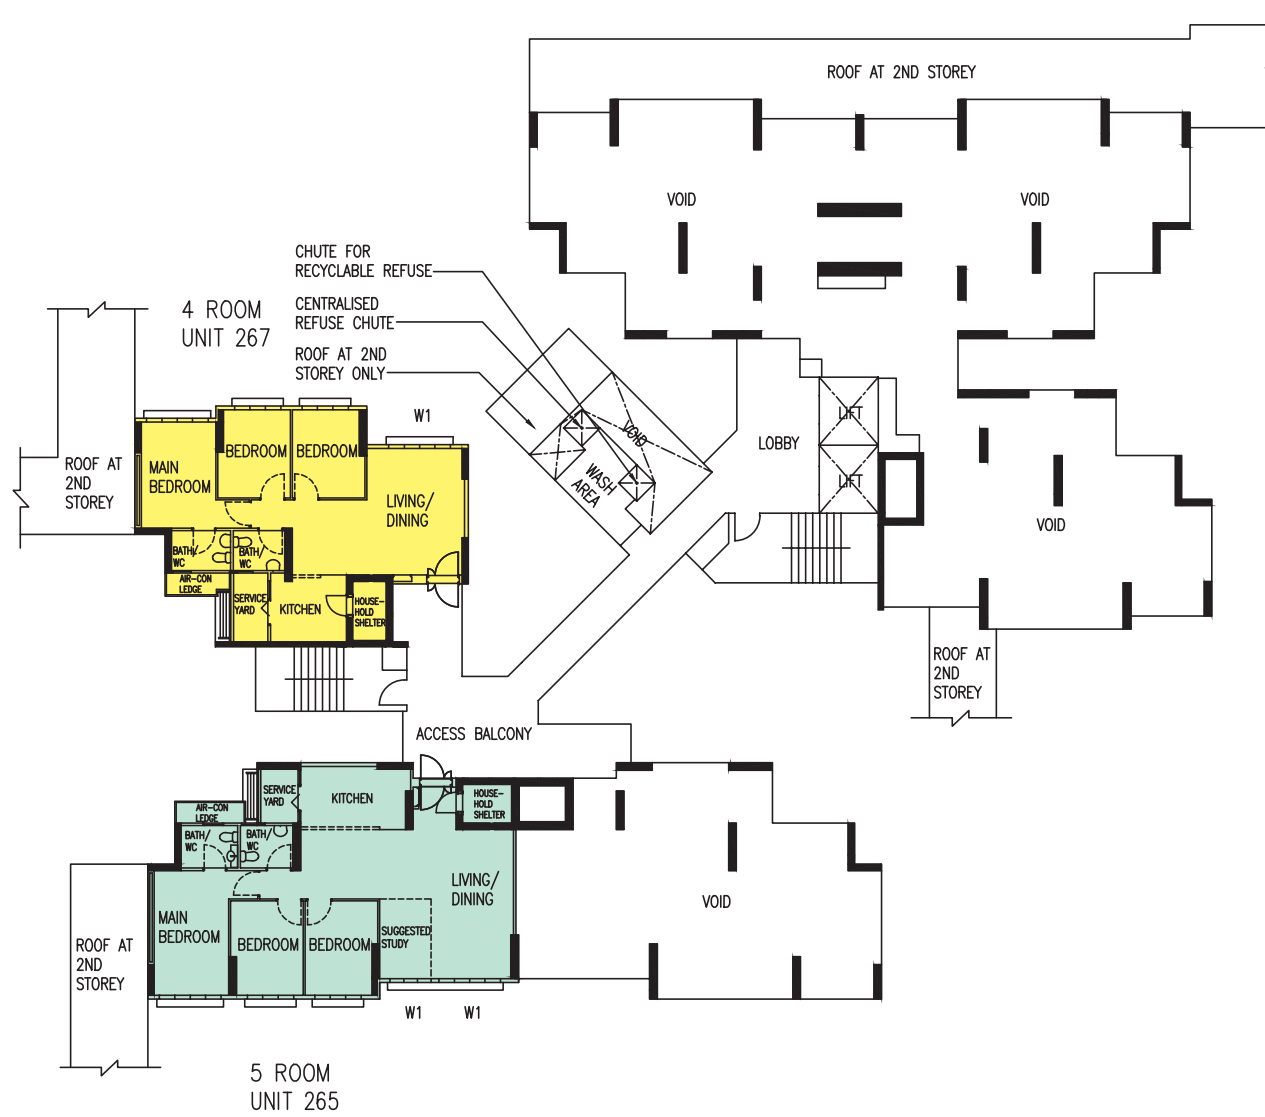 ROOF AT 2ND STOREY
VOID
VOID
CHUTE FOR
RECYCLABLE REFUSE
CENTRALISED
REFUSE CHUTE
ROOF AT 2ND
STOREY ONLY
4 ROOM
UNIT 267
W1
VOID
WASH
AREA
LOBBY
LIFT
LIFT
VOID
ROOF AT
2ND
STOREY
MAIN
BEDROOM
BEDROOM
BEDROOM
LIVING/
DINING
BATH/
WC
BATH/
WC
AIR-CON
LEDGE
SERVICE
YARD
KITCHEN
HOUSE-
HOLD
SHELTER
ROOF AT
2ND
STOREY
ACCESS BALCONY
SERVICE
YARD
KITCHEN
HOUSE-
HOLD
SHELTER
AIR-CON
LEDGE
BATH/
WC
BATH/
WC
LIVING/
DINING
MAIN
BEDROOM
BEDROOM
BEDROOM
SUGGESTED
STUDY
VOID
ROOF AT
2ND
STOREY
W1
W1
5 ROOM
UNIT 265